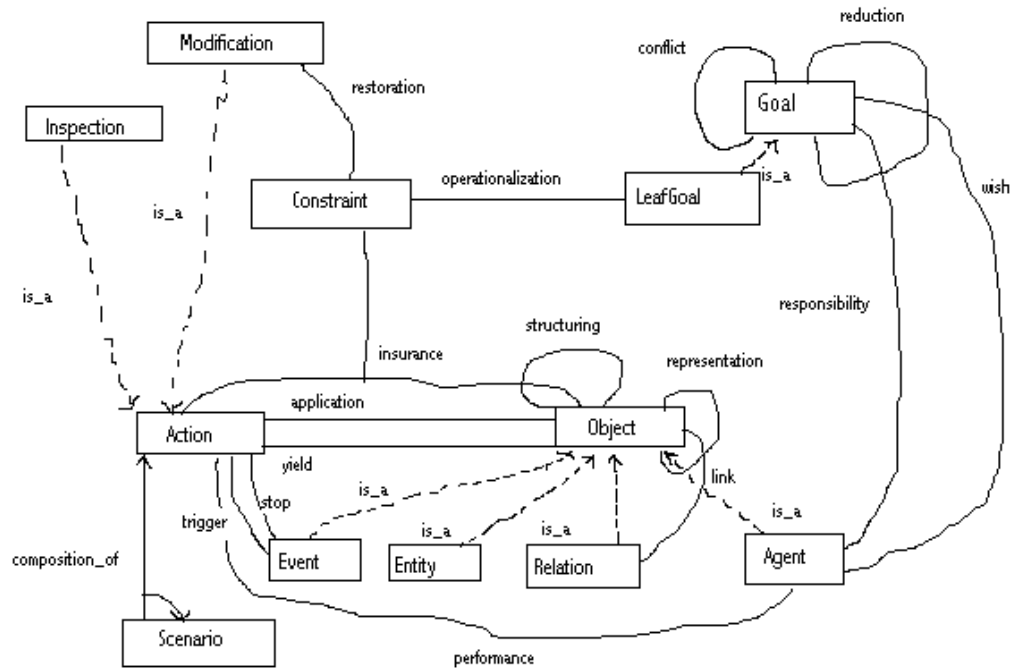 reduction
Modification
conflict
restoration
Goal
Inspection
operationalization
is_a
Constraint
LeafGoal
wish
is_a
is_a
responsibility
structuring
insurance
representation
application
Action
Object
yield
is_a
link
stop
trigger
is_a
is_a
is_a
composition_of
Event
Entity
Relation
Agent
Scenario
performance